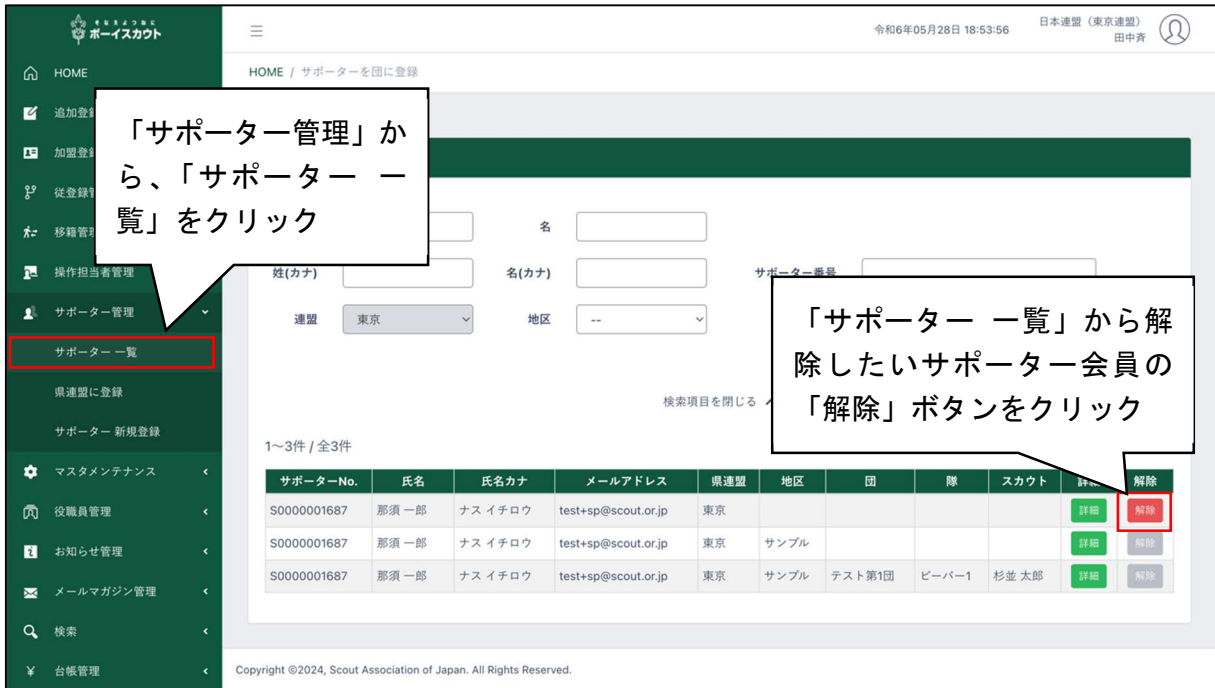 そなえよつねに
ボーイスカウト
令和6年05月28日 18:53:56
日本連盟（東京連盟）
田中斉
HOME
追加登
加盟登
従登録
移籍管
操作担当者管理
サポーター管理
サポーター 一覧
県連盟に登録
サポーター 新規登録
マスタメンテナンス
役職員管理
お知らせ管理
メールマガジン管理
検索
台帳管理
HOME / サポーターを団に登録
「サポーター管理」か
ら、「サポーター 一
覧」をクリック
名
姓(カナ) 名(カナ) サポーター番号
連盟 東京 地区 --
「サポーター 一覧」から解
除したいサポーター会員の
「解除」ボタンをクリック
検索項目を閉じる
1〜3件 / 全3件
サポーターNo. 氏名 氏名カナ メールアドレス 県連盟 地区 団 隊 スカウト 詳細 解除
S0000001687 那須 一郎 ナス イチロウ test+sp@scout.or.jp 東京 詳細 解除
S0000001687 那須 一郎 ナス イチロウ test+sp@scout.or.jp 東京 サンプル 詳細 解除
S0000001687 那須 一郎 ナス イチロウ test+sp@scout.or.jp 東京 サンプル テスト第1団 ビーバー1 杉並 太郎 詳細 解除
Copyright ©2024, Scout Association of Japan. All Rights Reserved.